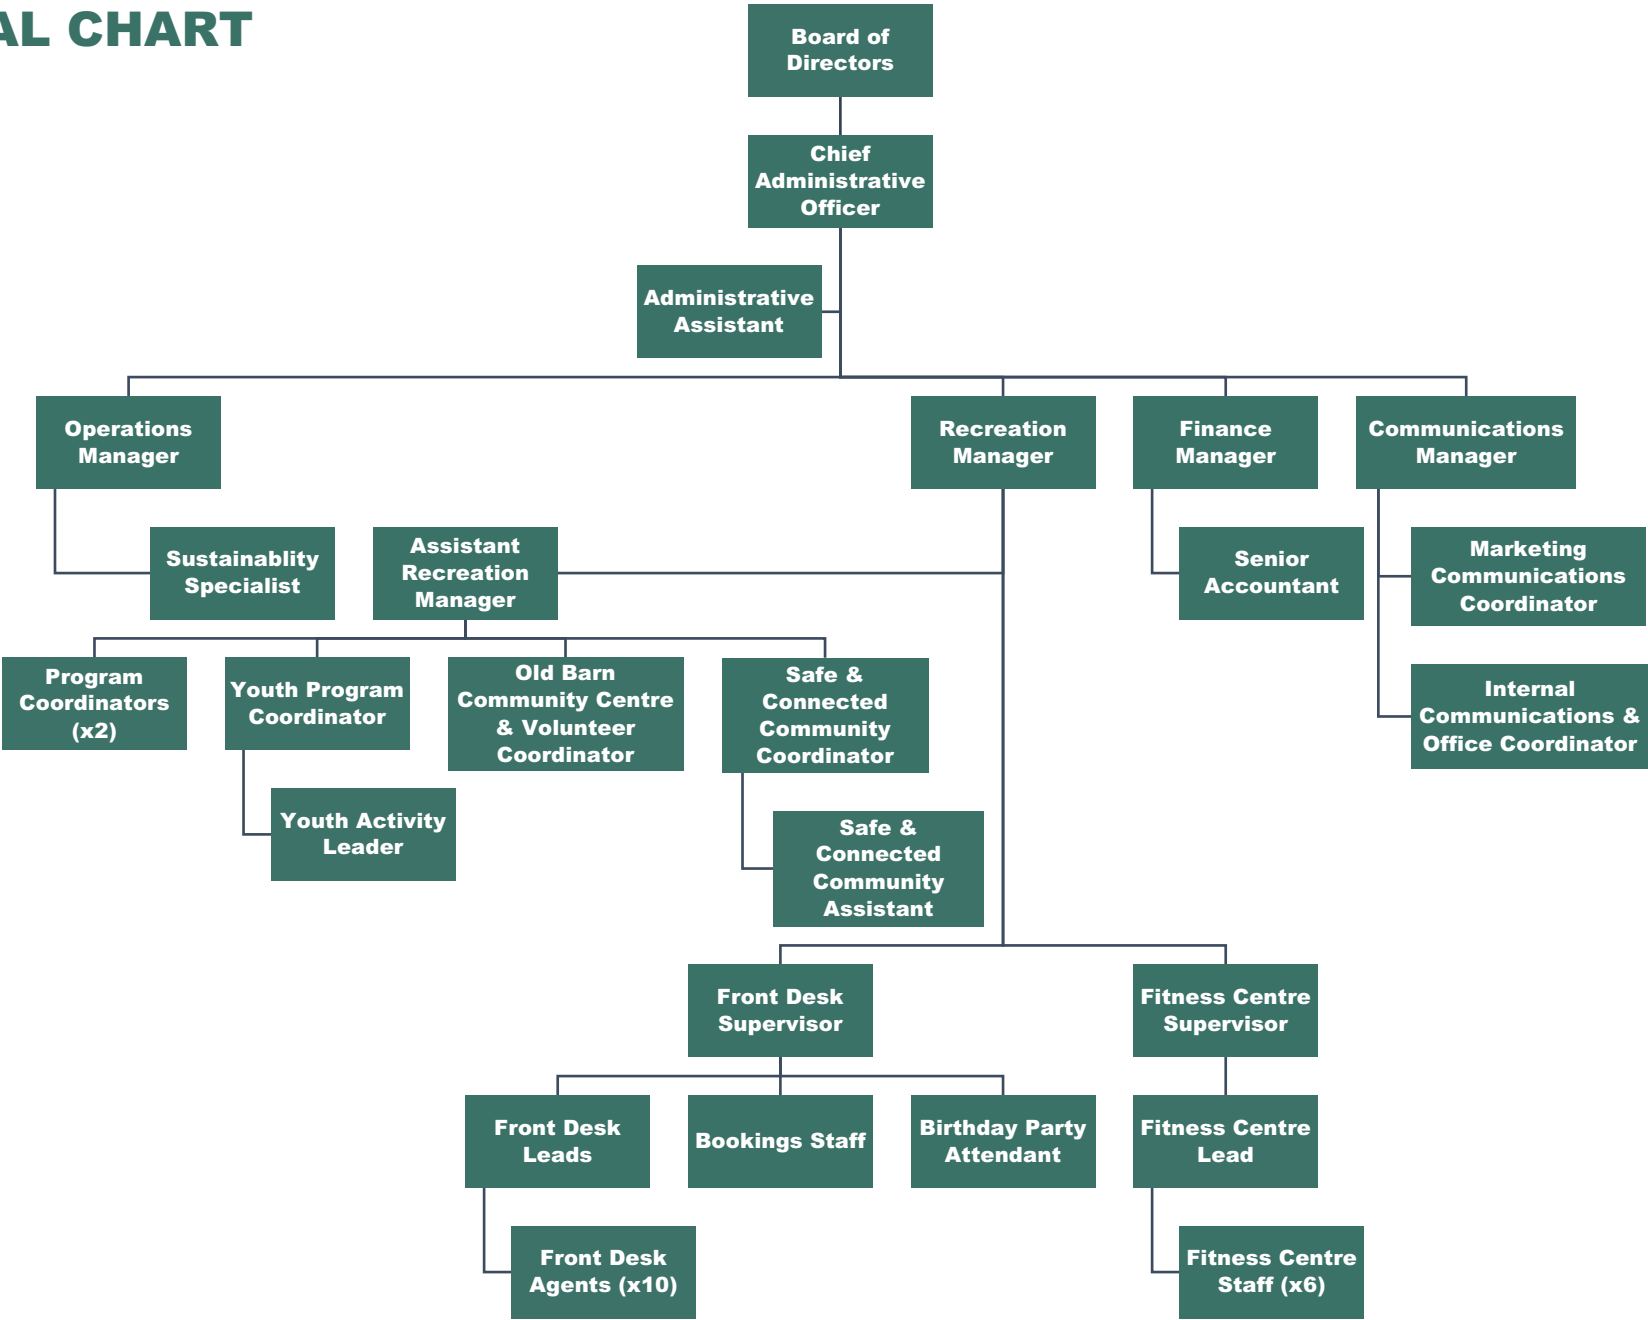 AL CHART
Board of
Directors
Chief
Administrative
Officer
Administrative
Assistant
Operations
Manager
Recreation
Manager
Finance
Manager
Communications
Manager
Sustainablity
Specialist
Assistant
Recreation
Manager
Senior
Accountant
Marketing
Communications
Coordinator
Program
Coordinators
(x2)
Youth Program
Coordinator
Old Barn
Community Centre
& Volunteer
Coordinator
Safe &
Connected
Community
Coordinator
Internal
Communications &
Office Coordinator
Youth Activity
Leader
Safe &
Connected
Community
Assistant
Front Desk
Supervisor
Fitness Centre
Supervisor
Front Desk
Leads
Bookings Staff
Birthday Party
Attendant
Fitness Centre
Lead
Front Desk
Agents (x10)
Fitness Centre
Staff (x6)